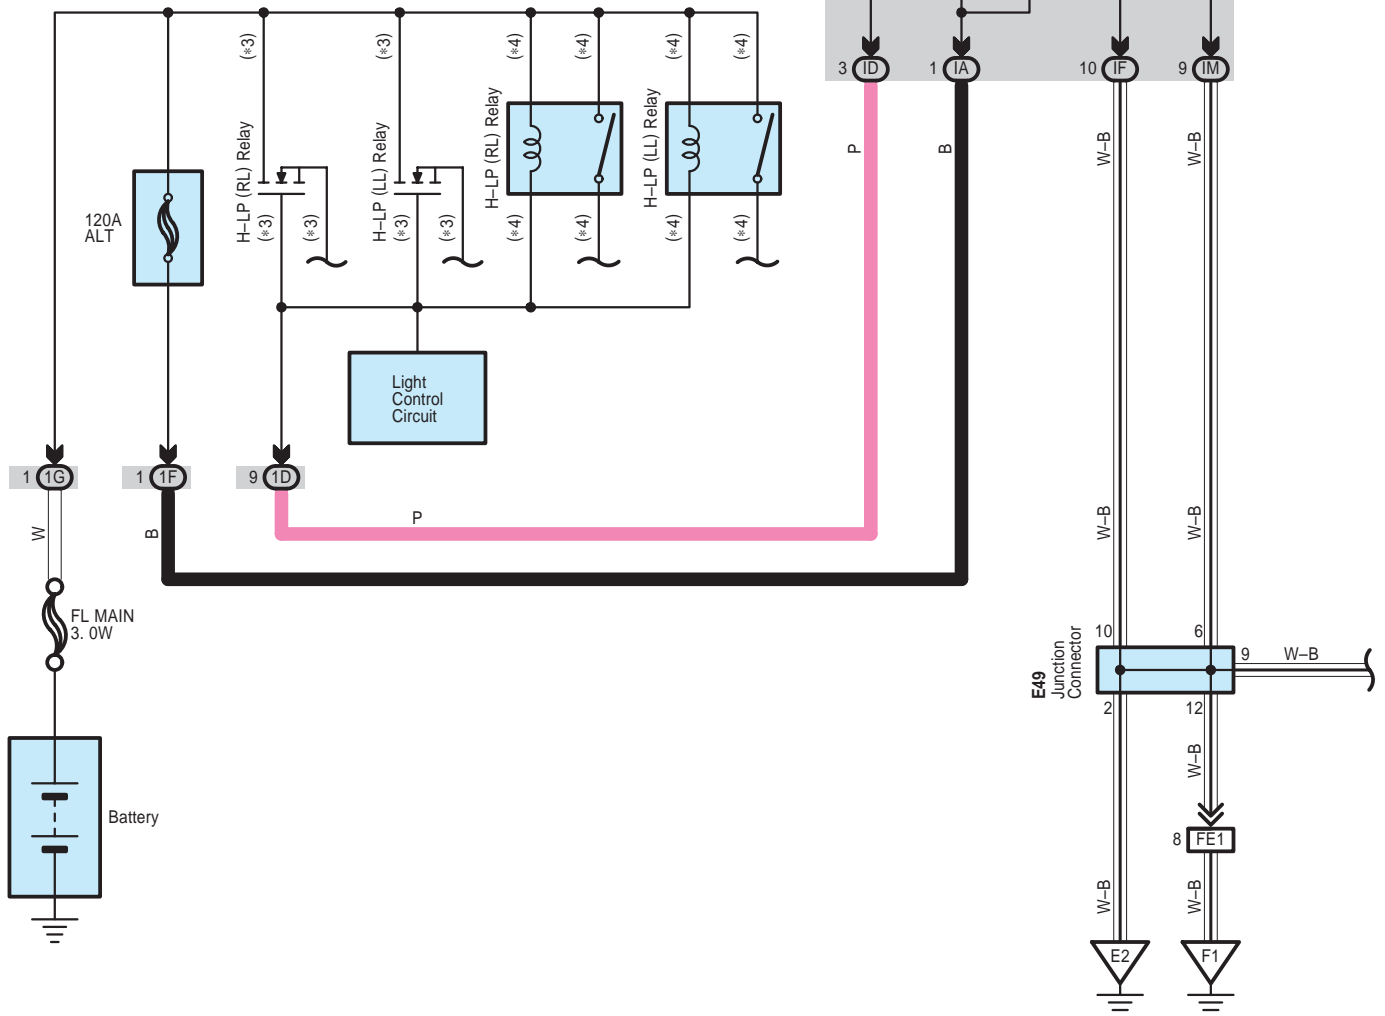 (*3)
(*3)
(*4)
(*4)
(*4)
(*4)
3 ID
1 IA
10 IF
9 IM
120A
ALT
H-LP (RL) Relay
(*3)
(*3)
H-LP (LL) Relay
(*3)
(*3)
H-LP (RL) Relay
(*4)
(*4)
H-LP (LL) Relay
(*4)
(*4)
P
B
W-B
W-B
Light
Control
Circuit
1 1G
1 1F
9 1D
W
B
P
W-B
W-B
FL MAIN
3. 0W
10
6
E49
Junction
Connector
9
W-B
2
12
W-B
Battery
8 FE1
W-B
W-B
E2
F1